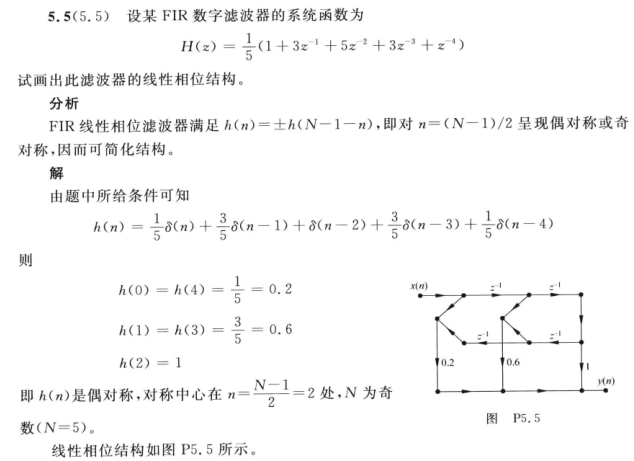 5.5(5.5) 设某 FIR 数字滤波器的系统函数为
H(z) = 1/5(1 + 3z⁻¹ + 5z⁻² + 3z⁻³ + z⁻⁴)
试画出此滤波器的线性相位结构。
分析
FIR 线性相位滤波器满足 h(n)=±h(N-1-n),即对 n=(N-1)/2 呈现偶对称或奇
对称,因而可简化结构。
解
由题中所给条件可知
h(n) = 1/5 δ(n) + 3/5 δ(n-1) + δ(n-2) + 3/5 δ(n-3) + 1/5 δ(n-4)
则
h(0) = h(4) = 1/5 = 0.2
h(1) = h(3) = 3/5 = 0.6
h(2) = 1
即 h(n)是偶对称,对称中心在 n=(N-1)/2=2 处,N 为奇
数(N=5)。
线性相位结构如图 P5.5 所示。
x(n) z⁻¹ z⁻¹
z⁻¹ z⁻¹
0.2 0.6 1
y(n)
图 P5.5